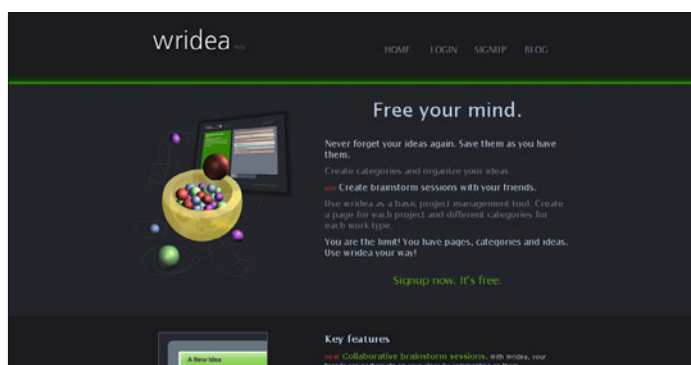 wridea
HOME LOGIN SIGNUP BLOG
Free your mind.
Never forget your ideas again. Save them as you have
them.
Create categories and organize your ideas.
new Create brainstorm sessions with your friends.
Use wridea as a basic project management tool. Create
a page for each project and different categories for
each work type.
You are the limit! You have pages, categories and ideas.
Use wridea your way!
Signup now. It's free.
Key features
A New Idea
new Collaborative brainstorm sessions. With Wridea, your